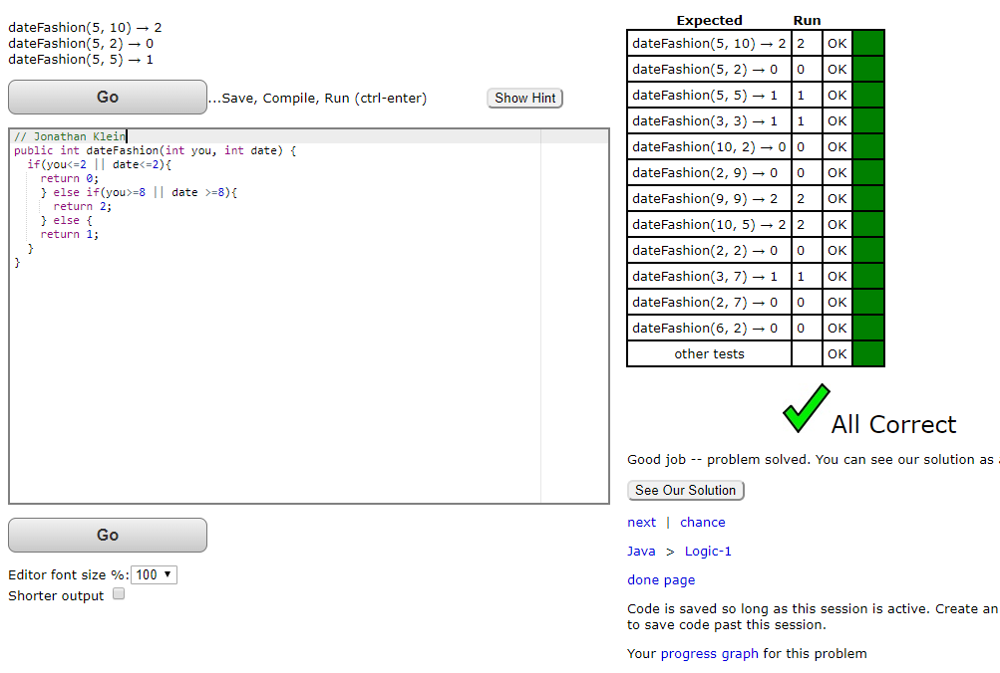 dateFashion(5, 10) → 2
dateFashion(5, 2) → 0
dateFashion(5, 5) → 1
Go
...Save, Compile, Run (ctrl-enter)
Show Hint
// Jonathan Klein
public int dateFashion(int you, int date) {
  if(you<=2 || date<=2){
    return 0;
    } else if(you>=8 || date >=8){
      return 2;
    } else {
    return 1;
  }
}
Go
Editor font size %: 100 ▼
Shorter output
Expected Run
dateFashion(5, 10) → 2 2 OK
dateFashion(5, 2) → 0 0 OK
dateFashion(5, 5) → 1 1 OK
dateFashion(3, 3) → 1 1 OK
dateFashion(10, 2) → 0 0 OK
dateFashion(2, 9) → 0 0 OK
dateFashion(9, 9) → 2 2 OK
dateFashion(10, 5) → 2 2 OK
dateFashion(2, 2) → 0 0 OK
dateFashion(3, 7) → 1 1 OK
dateFashion(2, 7) → 0 0 OK
dateFashion(6, 2) → 0 0 OK
other tests OK
All Correct
Good job -- problem solved. You can see our solution as
See Our Solution
next | chance
Java > Logic-1
done page
Code is saved so long as this session is active. Create an
to save code past this session.
Your progress graph for this problem